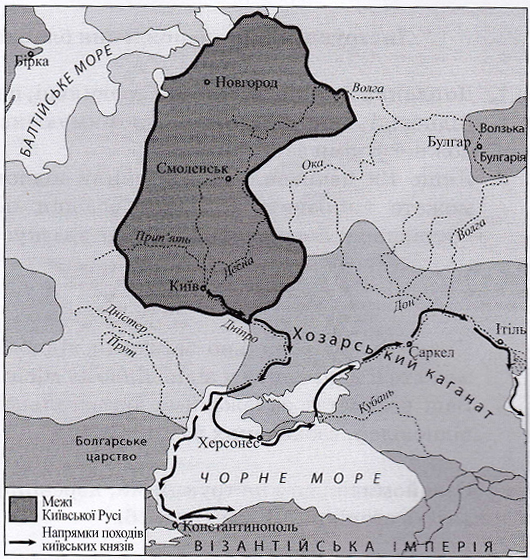 Бірка
БАЛТІЙСЬКЕ МОРЕ
Новгород
Волга
Булгар
Волзька
Булгарія
Ока
Смоленськ
Волга
Прип'ять
Десна
Київ
Дністер
Прут
Дніпро
Дон
Ітіль
Хозарський каганат
Саркел
Кубань
Болгарське
царство
Херсонес
ЧОРНЕ МОРЕ
Межі
Київської Русі
Напрямки походів
київських князів
Константинополь
ВІЗАНТІЙСЬКА ІМПЕРІЯ